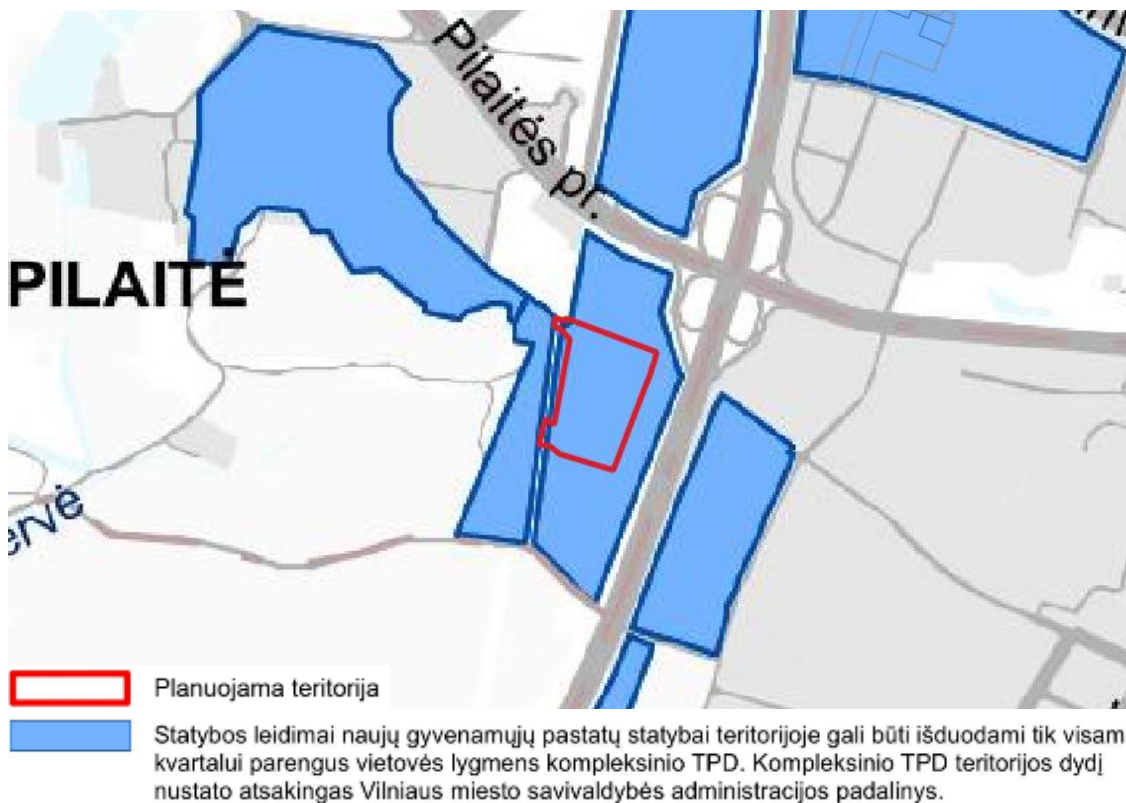 Pilaitės pr.
PILAITĖ
ervė
Planuojama teritorija
Statybos leidimai naujų gyvenamųjų pastatų statybai teritorijoje gali būti išduodami tik visam
kvartalui parengus vietovės lygmens kompleksinio TPD. Kompleksinio TPD teritorijos dydį
nustato atsakingas Vilniaus miesto savivaldybės administracijos padalinys.